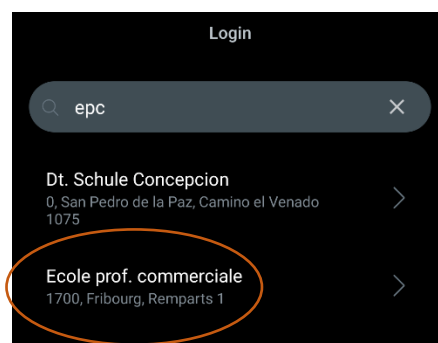 Login
epc
Dt. Schule Concepcion
0, San Pedro de la Paz, Camino el Venado
1075
Ecole prof. commerciale
1700, Fribourg, Remparts 1